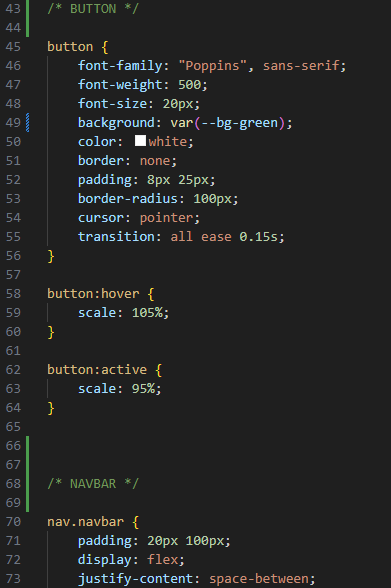 43 /* BUTTON */
44
45 button {
46     font-family: "Poppins", sans-serif;
47     font-weight: 500;
48     font-size: 20px;
49     background: var(--bg-green);
50     color: white;
51     border: none;
52     padding: 8px 25px;
53     border-radius: 100px;
54     cursor: pointer;
55     transition: all ease 0.15s;
56 }
57
58 button:hover {
59     scale: 105%;
60 }
61
62 button:active {
63     scale: 95%;
64 }
65
66
67
68 /* NAVBAR */
69
70 nav.navbar {
71     padding: 20px 100px;
72     display: flex;
73     justify-content: space-between;